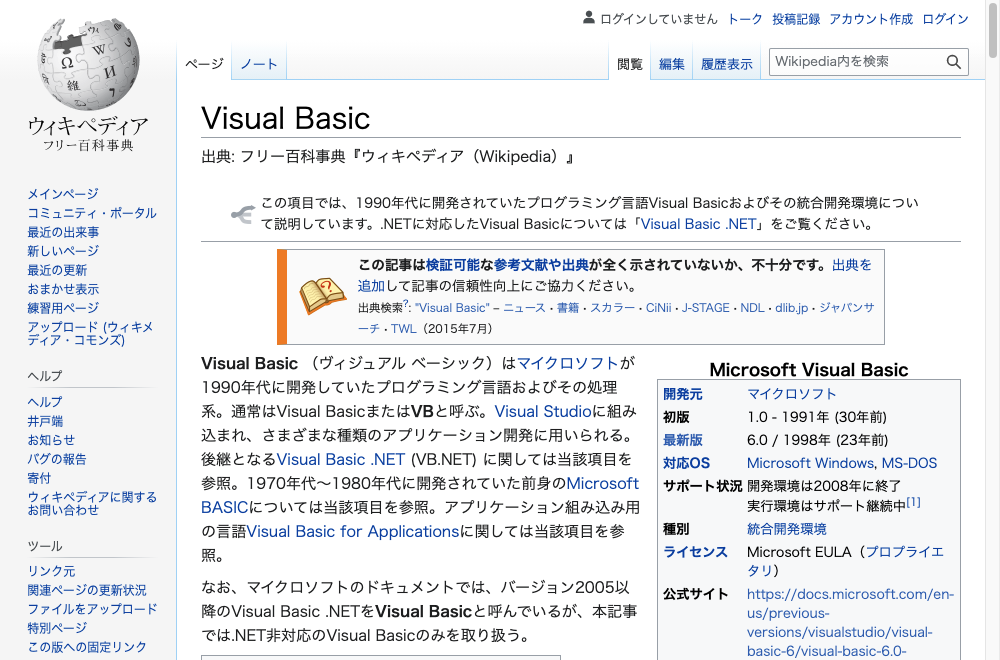 ログインしていません トーク 投稿記録 アカウント作成 ログイン
ページ ノート 閲覧 編集 履歴表示 Wikipedia内を検索
ウィキペディア
フリー百科事典
メインページ
コミュニティ・ポータル
最近の出来事
新しいページ
最近の更新
おまかせ表示
練習用ページ
アップロード (ウィキメ
ディア・コモンズ)
ヘルプ
ヘルプ
井戸端
お知らせ
バグの報告
寄付
ウィキペディアに関する
お問い合わせ
ツール
リンク元
関連ページの更新状況
ファイルをアップロード
特別ページ
この版への固定リンク
Visual Basic
出典: フリー百科事典『ウィキペディア（Wikipedia）』
この項目では、1990年代に開発されていたプログラミング言語Visual Basicおよびその統合開発環境につい
て説明しています。.NETに対応したVisual Basicについては「Visual Basic .NET」をご覧ください。
この記事は検証可能な参考文献や出典が全く示されていないか、不十分です。出典を
追加して記事の信頼性向上にご協力ください。
出典検索?: "Visual Basic" – ニュース・書籍・スカラー・CiNii・J-STAGE・NDL・dlib.jp・ジャパンサ
ーチ・TWL（2015年7月）
Visual Basic （ヴィジュアル ベーシック）はマイクロソフトが
1990年代に開発していたプログラミング言語およびその処理
系。通常はVisual BasicまたはVBと呼ぶ。Visual Studioに組み
込まれ、さまざまな種類のアプリケーション開発に用いられる。
後継となるVisual Basic .NET (VB.NET) に関しては当該項目を
参照。1970年代〜1980年代に開発されていた前身のMicrosoft
BASICについては当該項目を参照。アプリケーション組み込み用
の言語Visual Basic for Applicationsに関しては当該項目を参
照。
なお、マイクロソフトのドキュメントでは、バージョン2005以
降のVisual Basic .NETをVisual Basicと呼んでいるが、本記事
では.NET非対応のVisual Basicのみを取り扱う。
Microsoft Visual Basic
開発元 マイクロソフト
初版 1.0 - 1991年 (30年前)
最新版 6.0 / 1998年 (23年前)
対応OS Microsoft Windows, MS-DOS
サポート状況 開発環境は2008年に終了
実行環境はサポート継続中[1]
種別 統合開発環境
ライセンス Microsoft EULA（プロプライエ
タリ）
公式サイト https://docs.microsoft.com/en-
us/previous-
versions/visualstudio/visual-
basic-6/visual-basic-6.0-